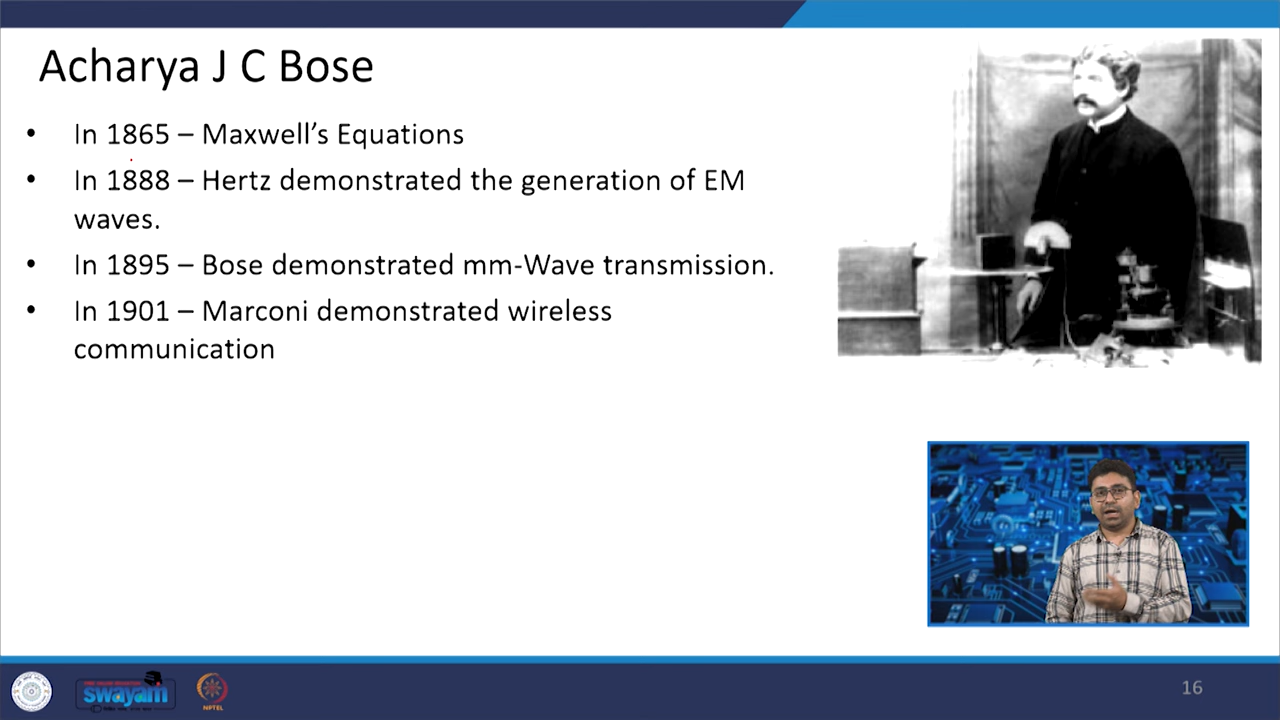 Acharya J C Bose
• In 1865 – Maxwell’s Equations
• In 1888 – Hertz demonstrated the generation of EM
waves.
• In 1895 – Bose demonstrated mm-Wave transmission.
• In 1901 – Marconi demonstrated wireless
communication
swayam
NPTEL
16